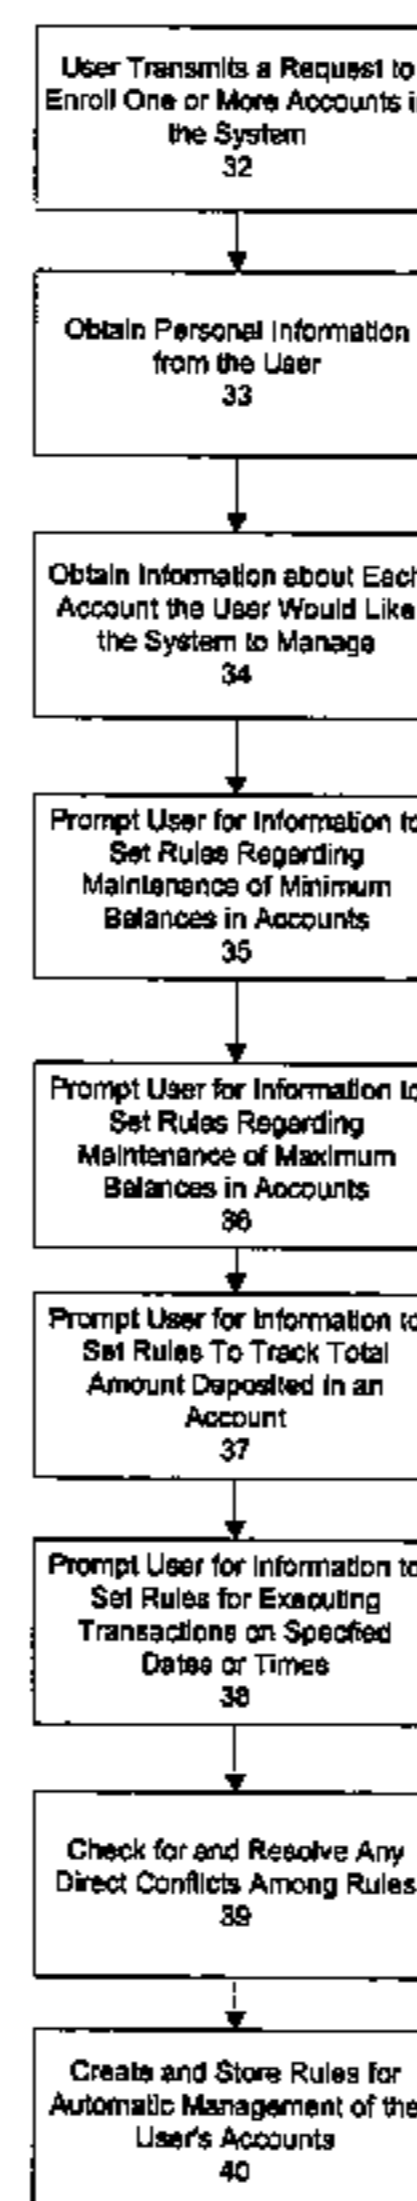 User Transmits a Request to
Enroll One or More Accounts i
the System
32
Obtain Personal Information
from the User
33
Obtain Information about Each
Account the User Would Like
the System to Manage
34
Prompt User for Information to
Set Rules Regarding
Maintenance of Minimum
Balances in Accounts
35
Prompt User for Information to
Set Rules Regarding
Maintenance of Maximum
Balances in Accounts
36
Prompt User for Information to
Set Rules To Track Total
Amount Deposited in an
Account
37
Prompt User for Information to
Set Rules for Executing
Transactions on Specified
Dates or Times
38
Check for and Resolve Any
Direct Conflicts Among Rules
39
Create and Store Rules for
Automatic Management of the
User's Accounts
40